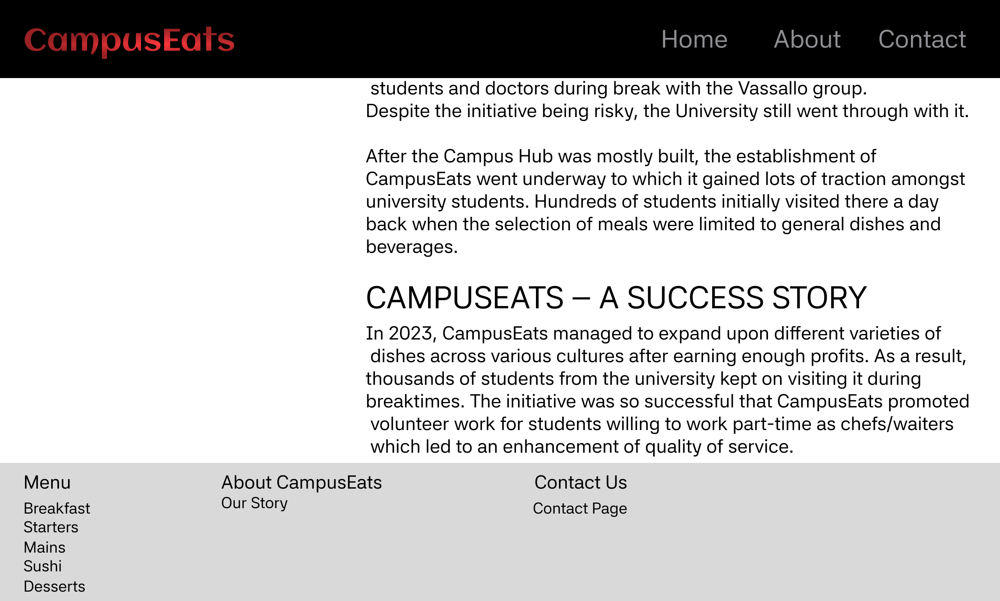 CampusEats
Home About Contact
students and doctors during break with the Vassallo group.
Despite the initiative being risky, the University still went through with it.
After the Campus Hub was mostly built, the establishment of
CampusEats went underway to which it gained lots of traction amongst
university students. Hundreds of students initially visited there a day
back when the selection of meals were limited to general dishes and
beverages.
CAMPUSEATS – A SUCCESS STORY
In 2023, CampusEats managed to expand upon different varieties of
dishes across various cultures after earning enough profits. As a result,
thousands of students from the university kept on visiting it during
breaktimes. The initiative was so successful that CampusEats promoted
volunteer work for students willing to work part-time as chefs/waiters
which led to an enhancement of quality of service.
Menu
Breakfast
Starters
Mains
Sushi
Desserts
About CampusEats
Our Story
Contact Us
Contact Page